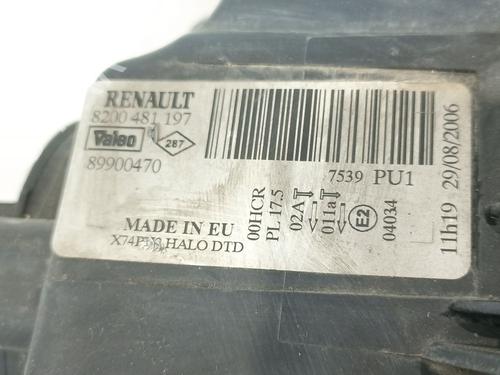 RENAULT
8200 481 197
Valeo 287
89900470
7539 PU1
MADE IN EU
HALO DTD
00HCR
PL 17.5
02A
011a
E2
04034
11h19 29/08/2006